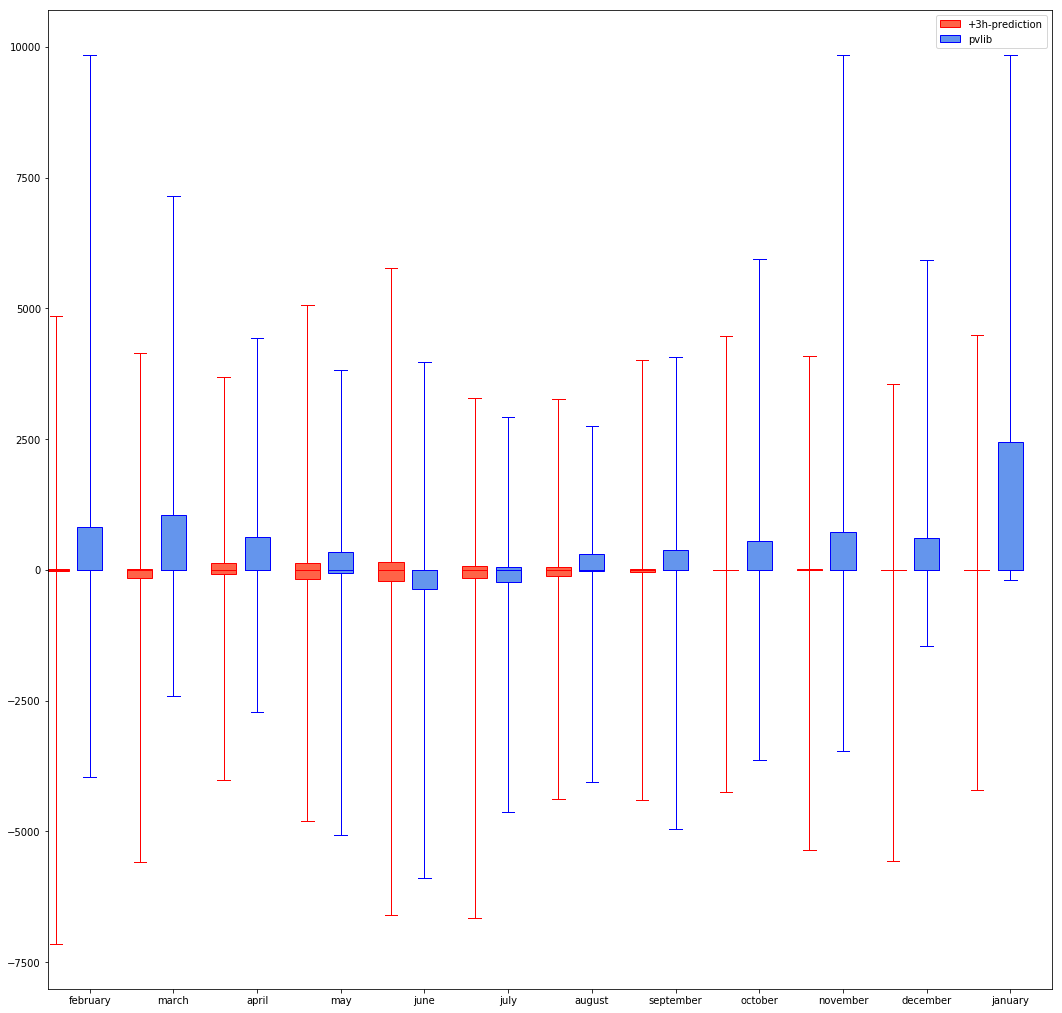 +3h-prediction
pvlib
10000
7500
5000
2500
0
−2500
−5000
−7500
february march april may june july august september october november december january